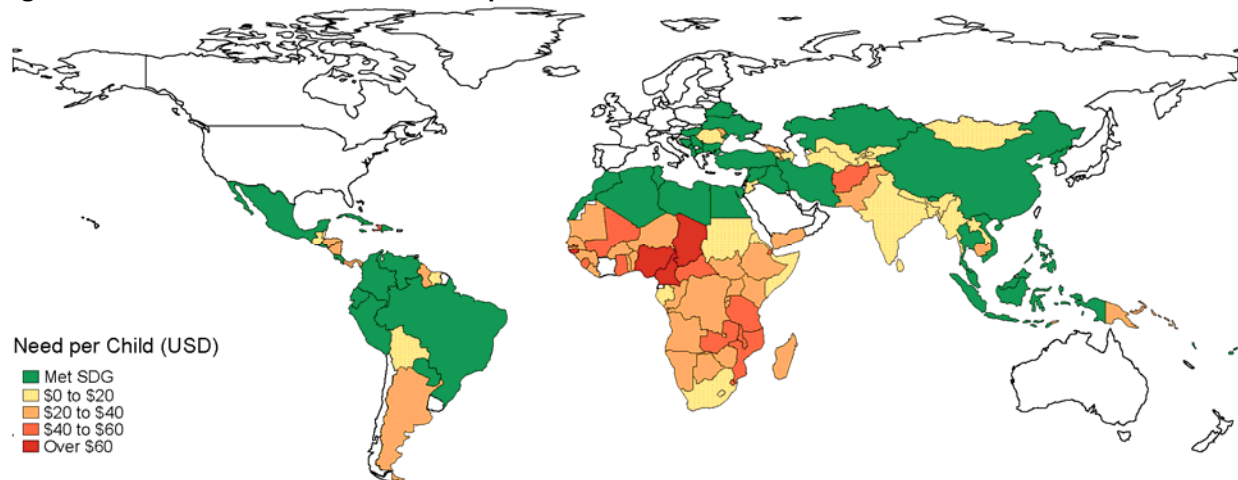 Need per Child (USD)
Met SDG
$0 to $20
$20 to $40
$40 to $60
Over $60